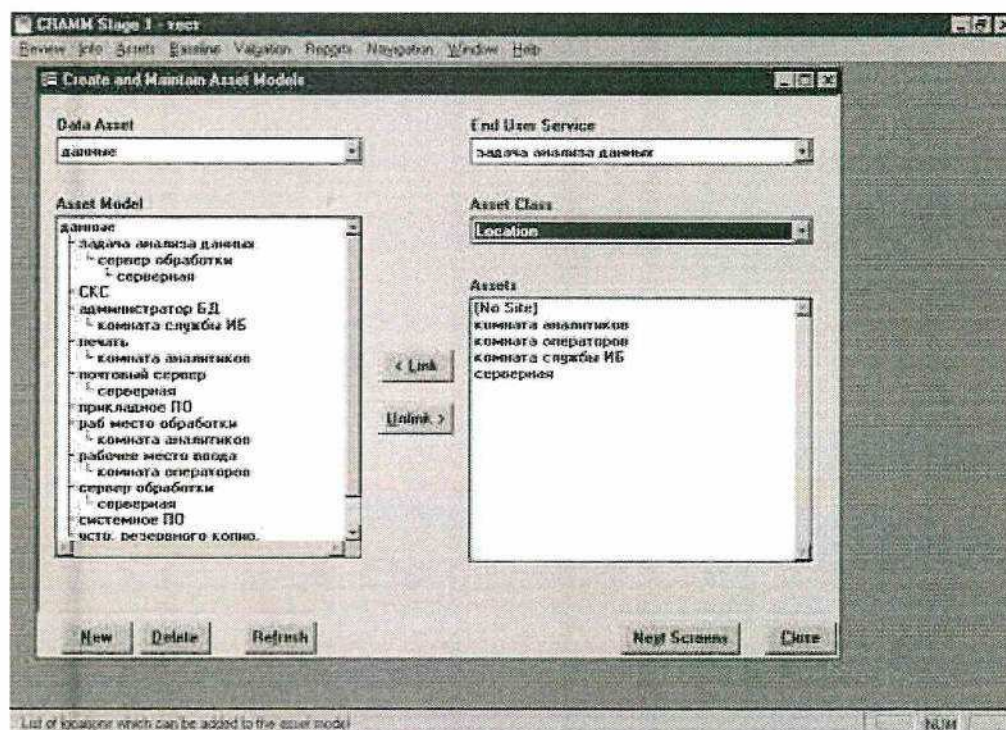 CRAMM Stage 1 - тест
Review Info Assets Baseline Valuation Reports Navigation Window Help
Create and Maintain Asset Models
Data Asset
данные
End User Service
задача анализа данных
Asset Model
данные
задача анализа данных
сервер обработки
серверная
СКС
администратор БД
комната службы ИБ
печать
комната аналитиков
почтовый сервер
серверная
прикладное ПО
раб место обработки
комната аналитиков
рабочее место ввода
комната операторов
сервер обработки
серверная
системное ПО
устр. резервного копио.
Asset Class
Location
Assets
(No Site)
комната аналитиков
комната операторов
комната службы ИБ
серверная
< Link
Unlink >
New Delete Refresh Next Screens Close
List of locations which can be added to the asset model
NUM